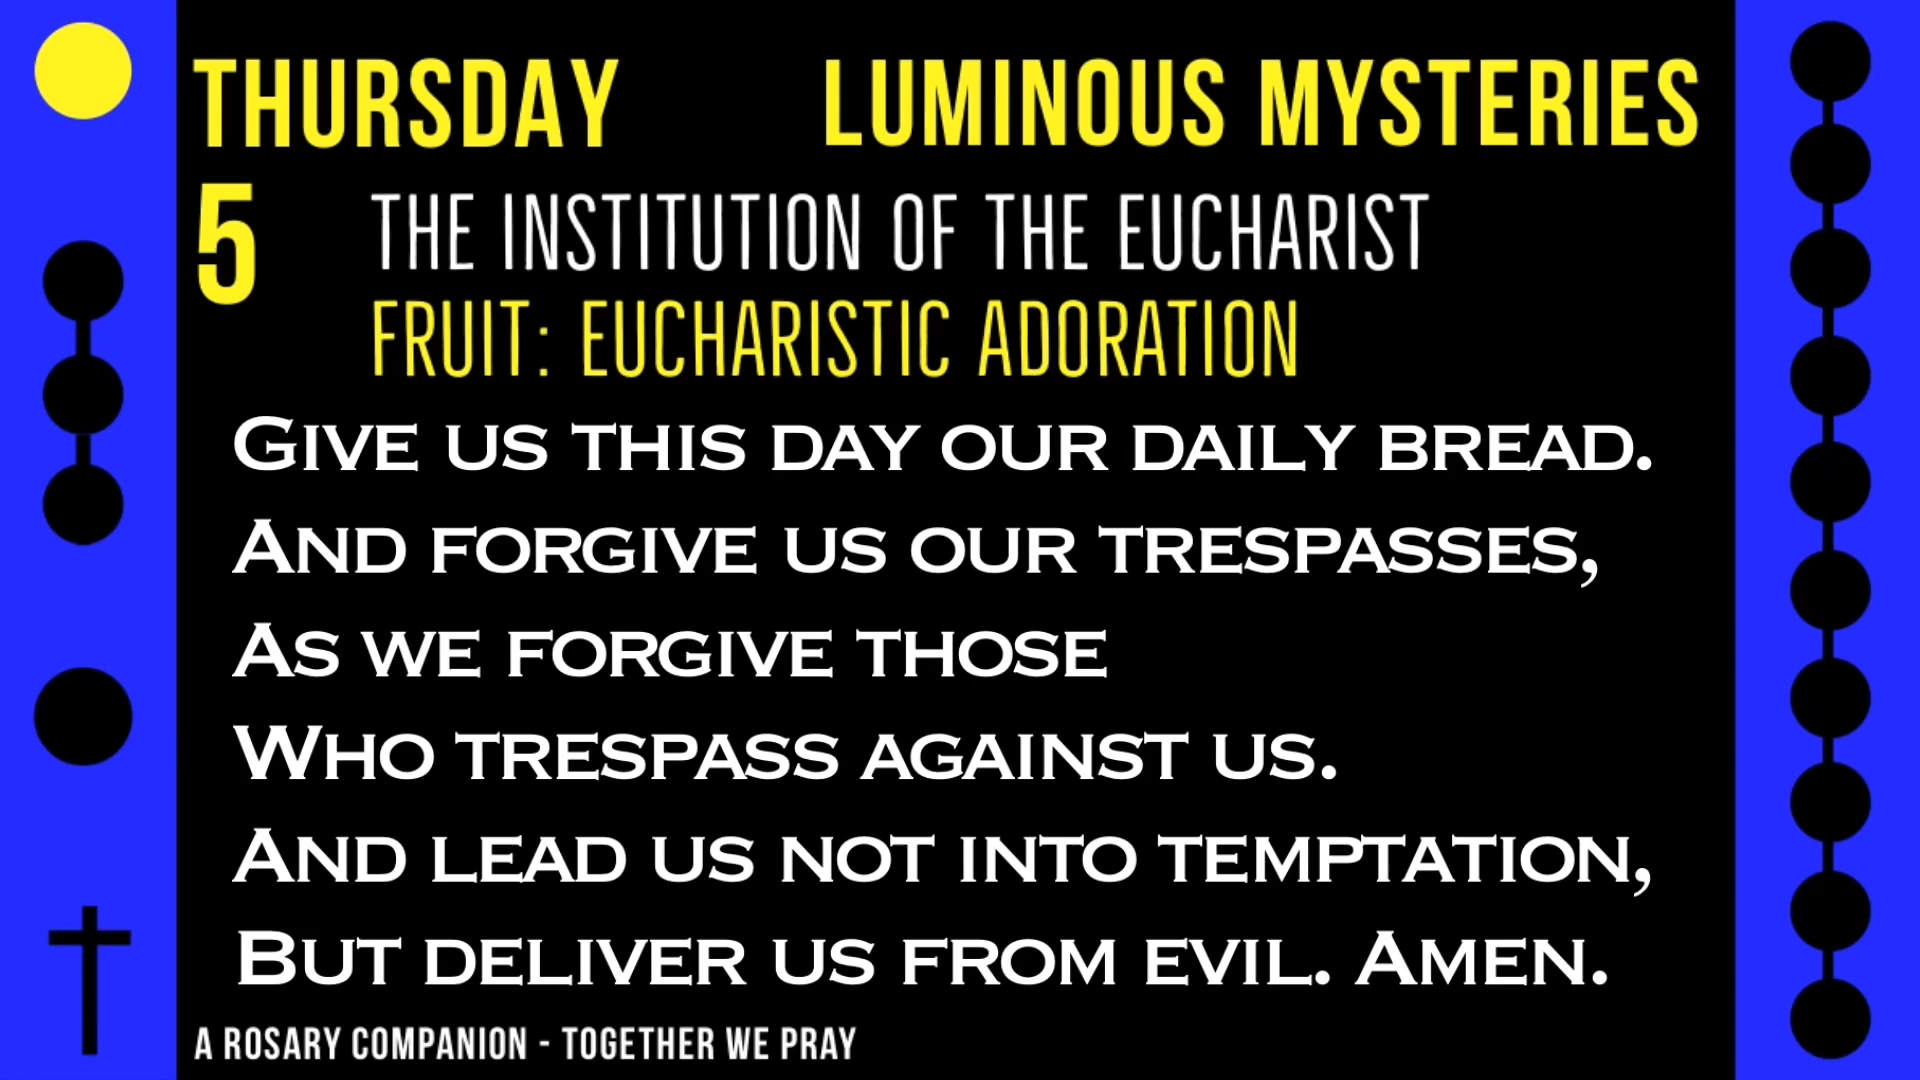 THURSDAY LUMINOUS MYSTERIES
5 THE INSTITUTION OF THE EUCHARIST
FRUIT: EUCHARISTIC ADORATION
GIVE US THIS DAY OUR DAILY BREAD.
AND FORGIVE US OUR TRESPASSES,
AS WE FORGIVE THOSE
WHO TRESPASS AGAINST US.
AND LEAD US NOT INTO TEMPTATION,
BUT DELIVER US FROM EVIL. AMEN.
A ROSARY COMPANION - TOGETHER WE PRAY